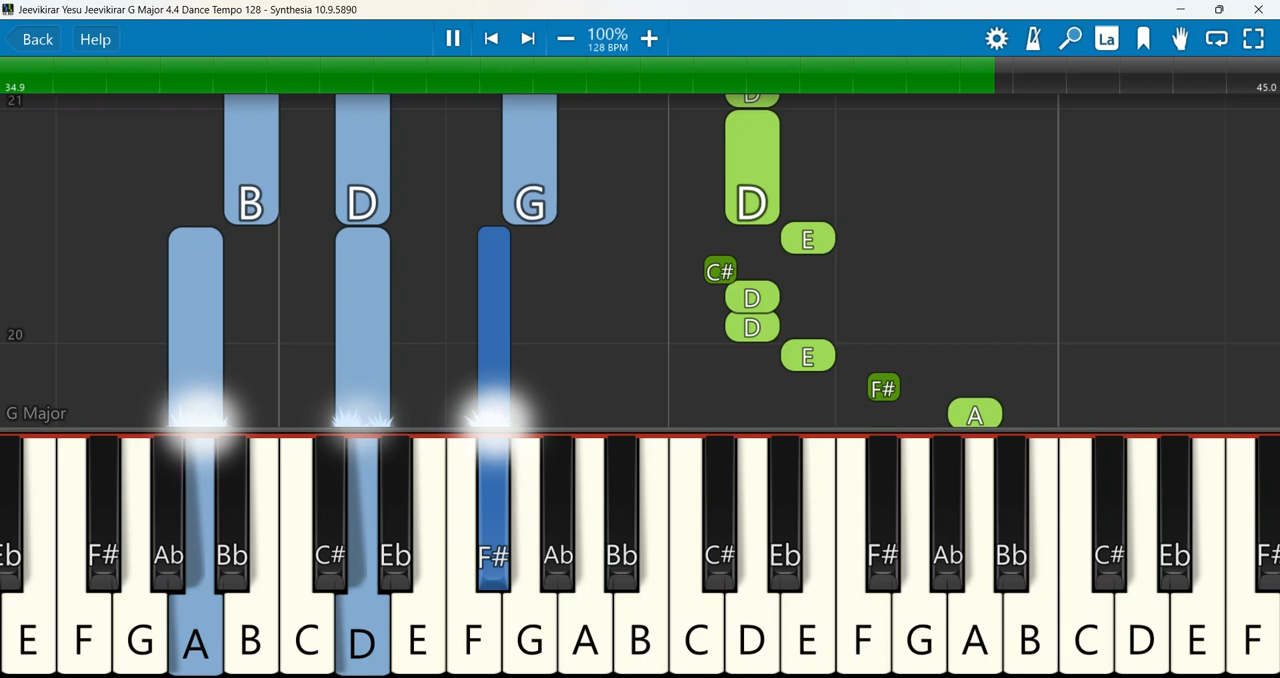 Jeevikirar Yesu Jeevikirar G Major 4.4 Dance Tempo 128 - Synthesia 10.9.5890
Back Help 100% La
128 BPM
34.9 45.0
21 D
B D G D
E
C#
D
20 D
E
F#
G Major A
Eb F# Ab Bb C# Eb F# Ab Bb C# Eb F# Ab Bb C# Eb F#
E F G A B C D E F G A B C D E F G A B C D E F